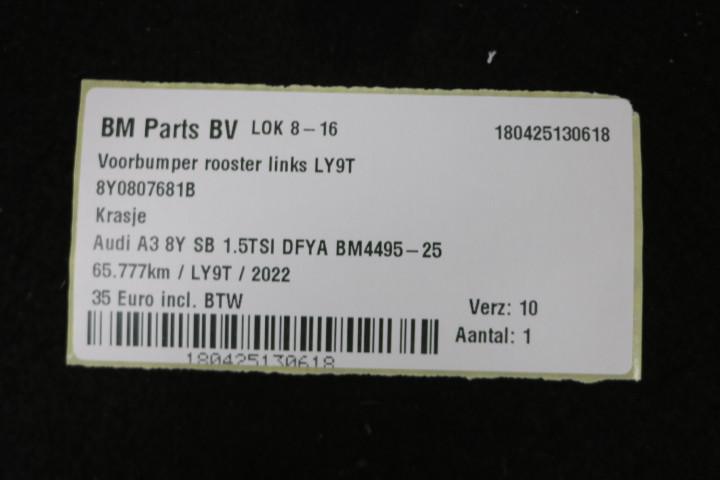 BM Parts BV LOK 8-16 180425130618
Voorbumper rooster links LY9T
8Y0807681B
Krasje
Audi A3 8Y SB 1.5TSI DFYA BM4495-25
65.777km / LY9T / 2022
35 Euro incl. BTW Verz: 10
Aantal: 1
180425130618